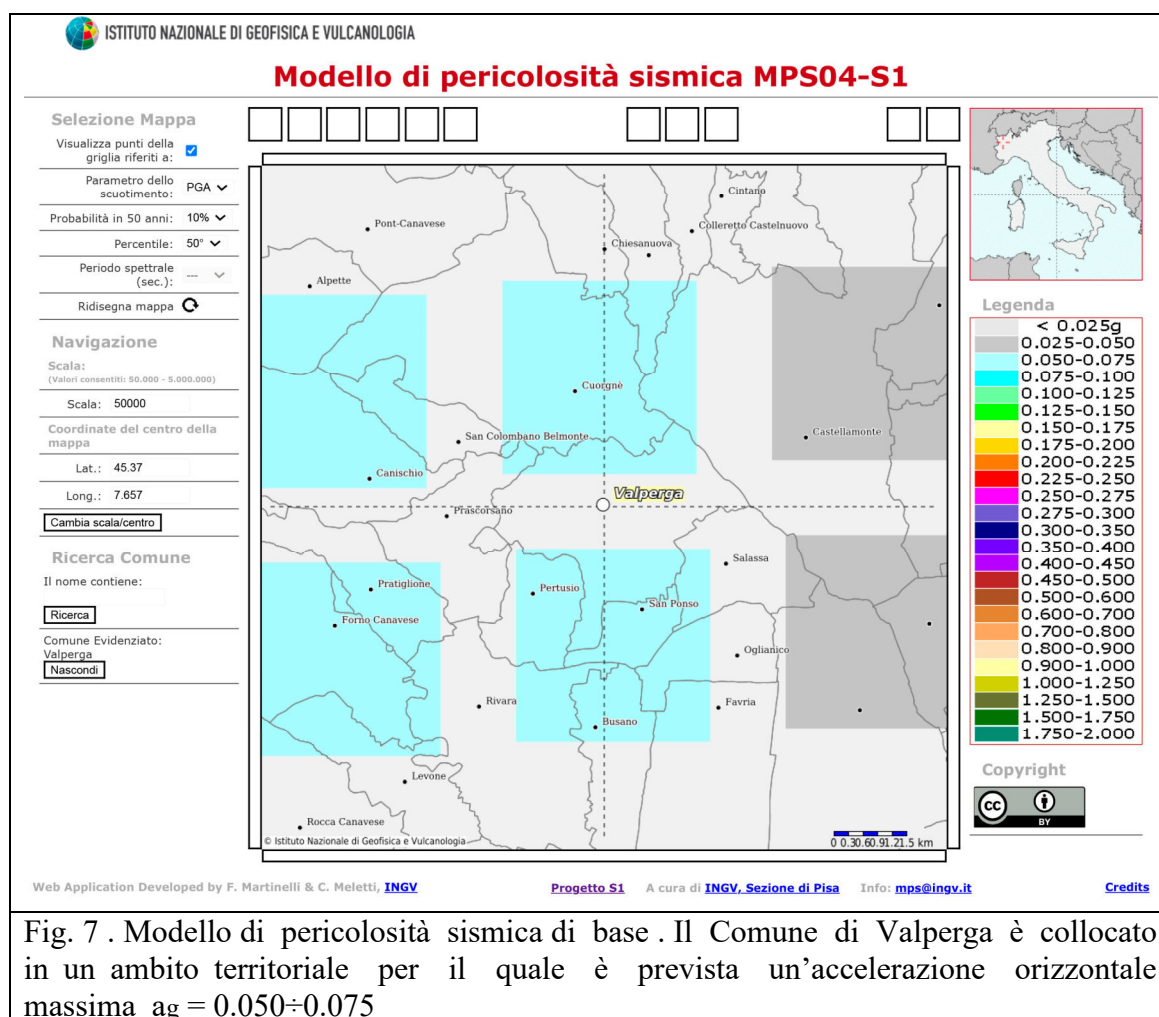 ISTITUTO NAZIONALE DI GEOFISICA E VULCANOLOGIA
Modello di pericolosità sismica MPS04-S1
Selezione Mappa
Visualizza punti della
griglia riferiti a:
Parametro dello
scuotimento: PGA
Probabilità in 50 anni: 10%
Percentile: 50°
Periodo spettrale
(sec.): ---
Ridisegna mappa
Navigazione
Scala:
(Valori consentiti: 50.000 - 5.000.000)
Scala: 50000
Coordinate del centro della
mappa
Lat.: 45.37
Long.: 7.657
Cambia scala/centro
Ricerca Comune
Il nome contiene:
Ricerca
Comune Evidenziato:
Valperga
Nascondi
Cintano
Pont-Canavese
Colleretto Castelnuovo
Chiesanuova
Alpette
Cuorgnè
Castellamonte
San Colombano Belmonte
Canischio
Valperga
Prascorsano
Salassa
Pratiglione
Pertusio
San Ponso
Forno Canavese
Oglianico
Rivara
Favria
Busano
Levone
Rocca Canavese
© Istituto Nazionale di Geofisica e Vulcanologia
0 0.30.60.91.21.5 km
Legenda
< 0.025g
0.025-0.050
0.050-0.075
0.075-0.100
0.100-0.125
0.125-0.150
0.150-0.175
0.175-0.200
0.200-0.225
0.225-0.250
0.250-0.275
0.275-0.300
0.300-0.350
0.350-0.400
0.400-0.450
0.450-0.500
0.500-0.600
0.600-0.700
0.700-0.800
0.800-0.900
0.900-1.000
1.000-1.250
1.250-1.500
1.500-1.750
1.750-2.000
Copyright
cc
BY
Web Application Developed by F. Martinelli & C. Meletti, INGV Progetto S1 A cura di INGV, Sezione di Pisa Info: mps@ingv.it Credits
Fig. 7 . Modello di pericolosità sismica di base . Il Comune di Valperga è collocato
in un ambito territoriale per il quale è prevista un’accelerazione orizzontale
massima ag = 0.050÷0.075